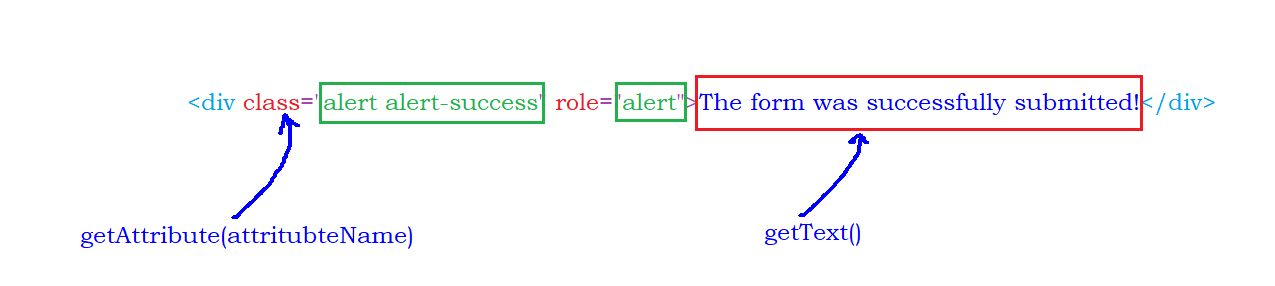 <div class="alert alert-success" role="alert">The form was successfully submitted!</div>
getAttribute(attritubteName)
getText()